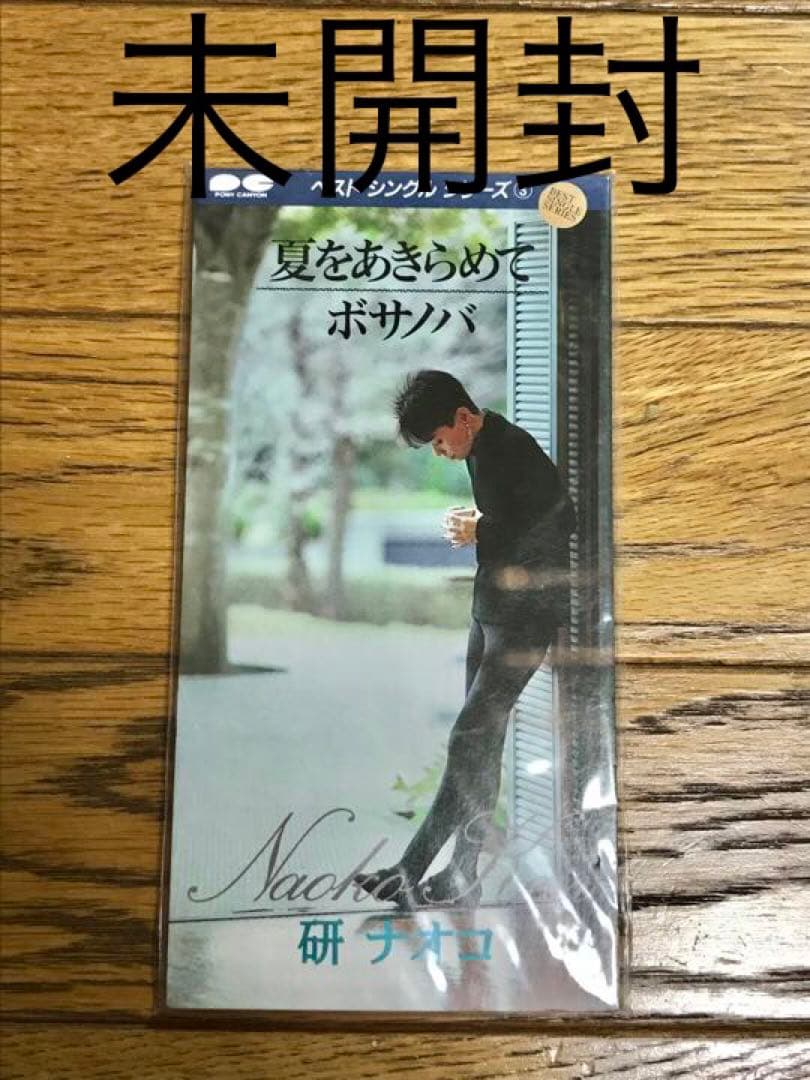 未開封
PONY CANYON
ベスト シングル シリーズ③
BEST
SINGLE
SERIES
夏をあきらめて
ボサノバ
Naoko
研 ナオコ